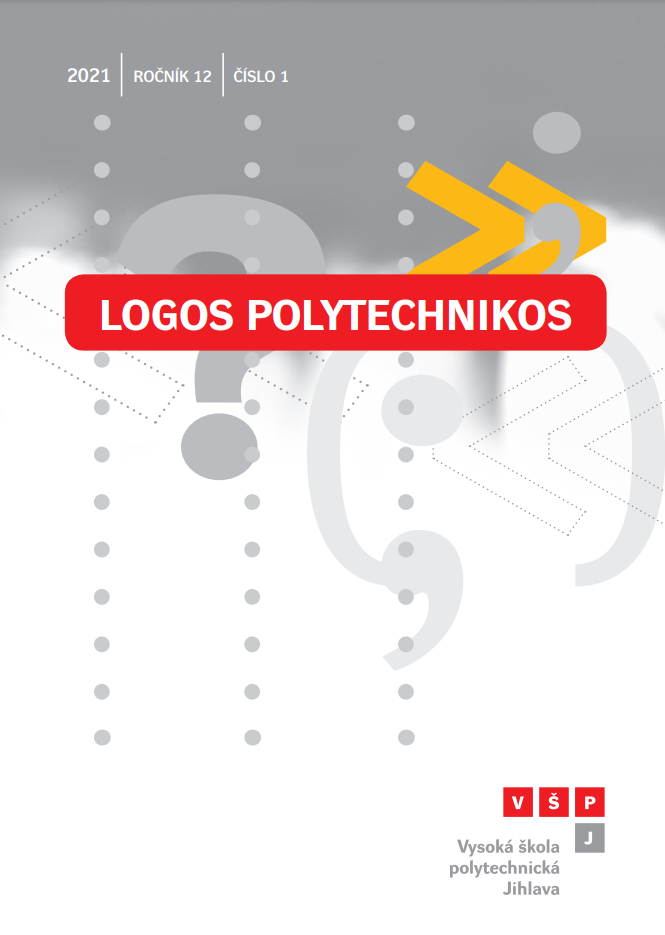 2021 ROČNÍK 12 ČÍSLO 1
LOGOS POLYTECHNIKOS
V Š P
J
Vysoká škola
polytechnická
Jihlava